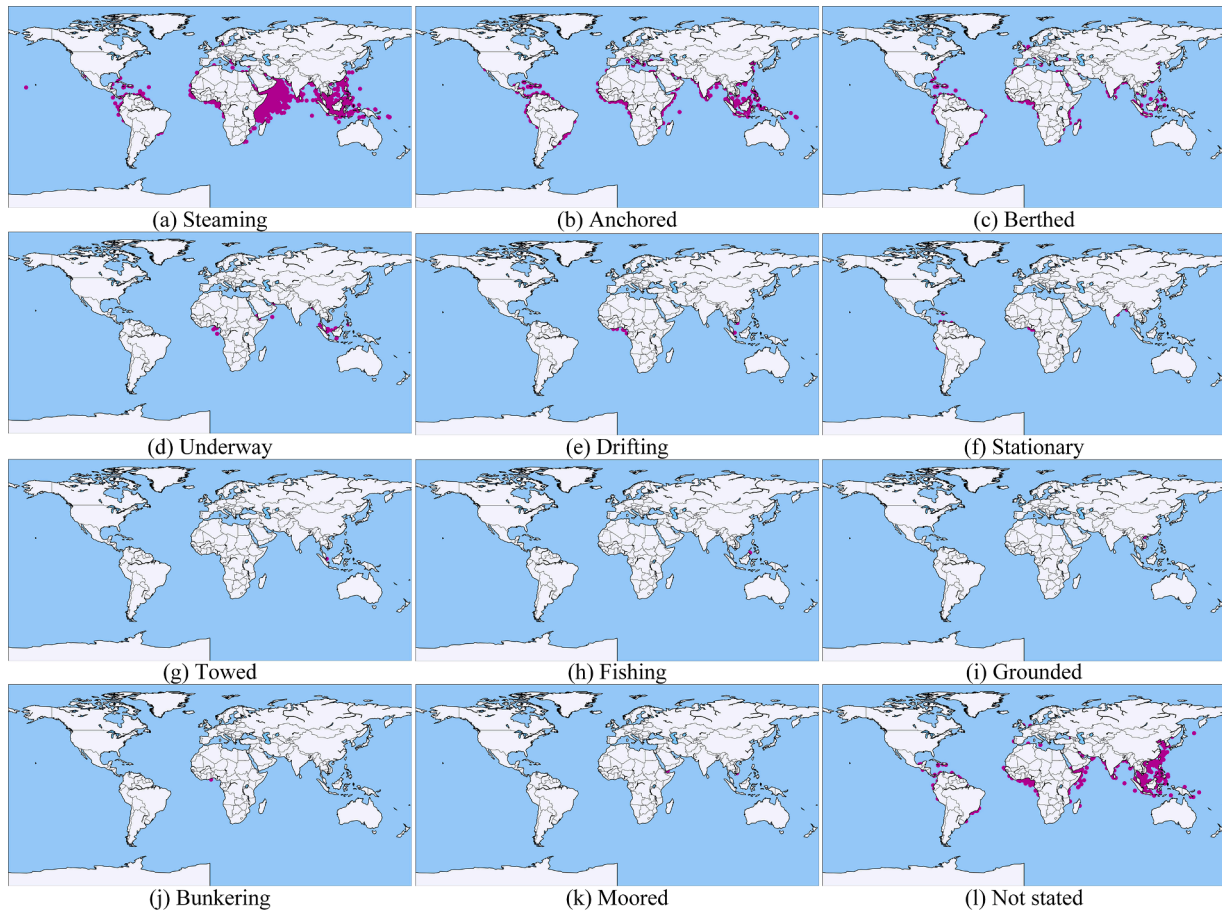 (a) Steaming
(b) Anchored
(c) Berthed
(d) Underway
(e) Drifting
(f) Stationary
(g) Towed
(h) Fishing
(i) Grounded
(j) Bunkering
(k) Moored
(l) Not stated